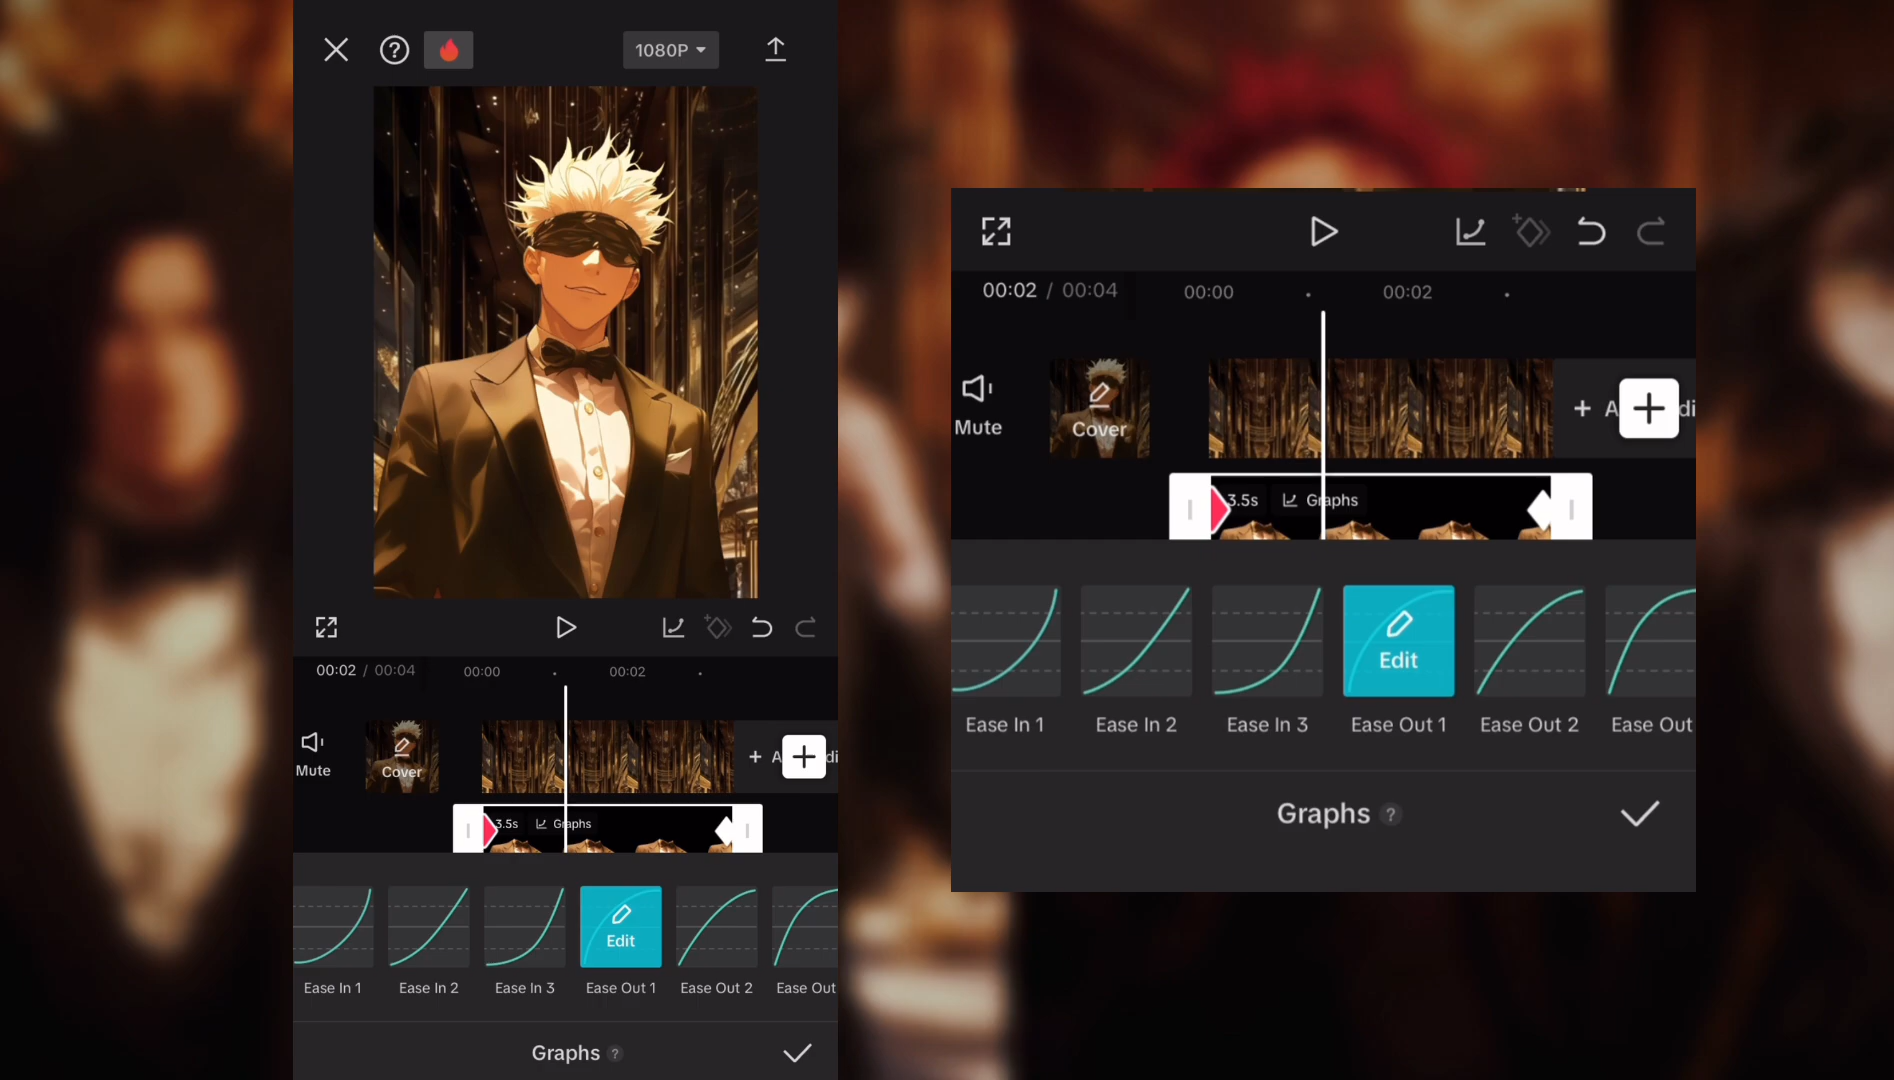 1080P
00:02 / 00:04 00:00 00:02
Mute
Cover
+ A di
3.5s Graphs
Edit
Ease In 1 Ease In 2 Ease In 3 Ease Out 1 Ease Out 2 Ease Out
Graphs ?
00:02 / 00:04 00:00 00:02
Mute
Cover
+ A di
3.5s Graphs
Edit
Ease In 1 Ease In 2 Ease In 3 Ease Out 1 Ease Out 2 Ease Out
Graphs ?